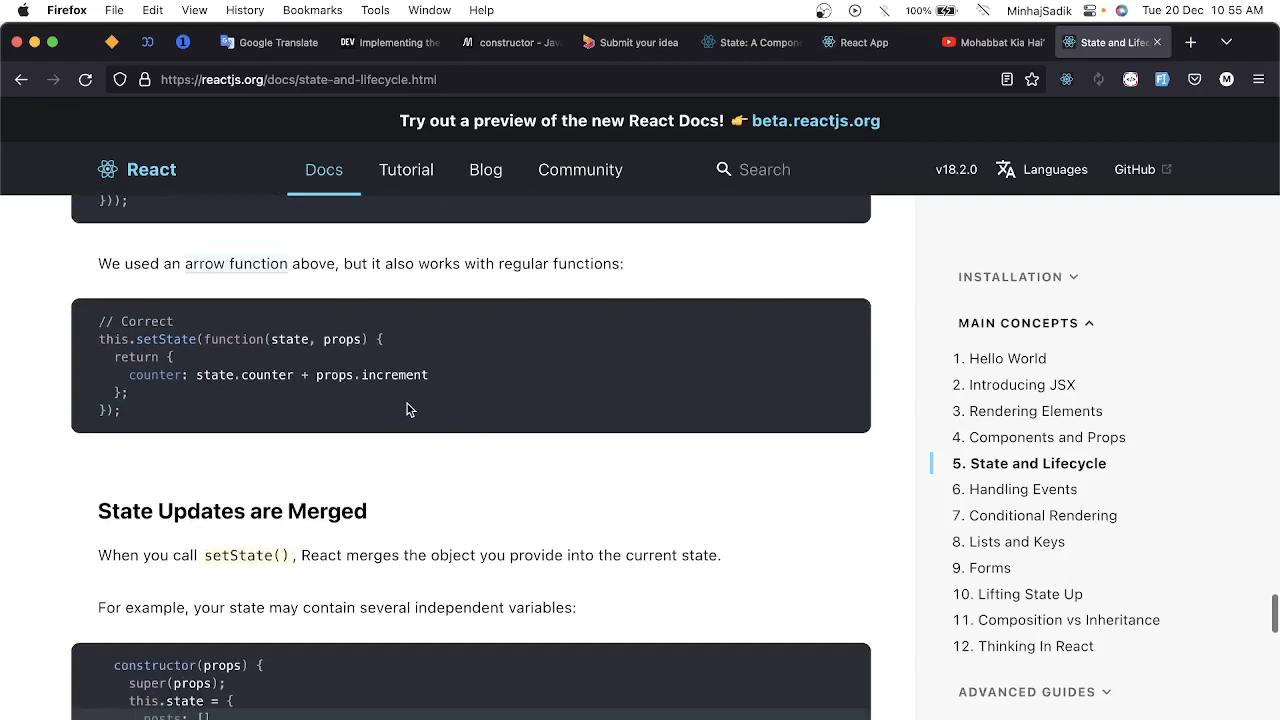 Firefox File Edit View History Bookmarks Tools Window Help 100% MinhajSadik Tue 20 Dec 10:55 AM
Google Translate DEV Implementing the constructor - Jav Submit your idea State: A Compone React App Mohabbat Kia Hai' State and Lifec
https://reactjs.org/docs/state-and-lifecycle.html
Try out a preview of the new React Docs! 👉 beta.reactjs.org
React Docs Tutorial Blog Community Search v18.2.0 Languages GitHub
}));
We used an arrow function above, but it also works with regular functions:
// Correct
this.setState(function(state, props) {
return {
counter: state.counter + props.increment
};
});
State Updates are Merged
When you call setState(), React merges the object you provide into the current state.
For example, your state may contain several independent variables:
constructor(props) {
super(props);
this.state = {
posts: []
INSTALLATION
MAIN CONCEPTS
1. Hello World
2. Introducing JSX
3. Rendering Elements
4. Components and Props
5. State and Lifecycle
6. Handling Events
7. Conditional Rendering
8. Lists and Keys
9. Forms
10. Lifting State Up
11. Composition vs Inheritance
12. Thinking In React
ADVANCED GUIDES